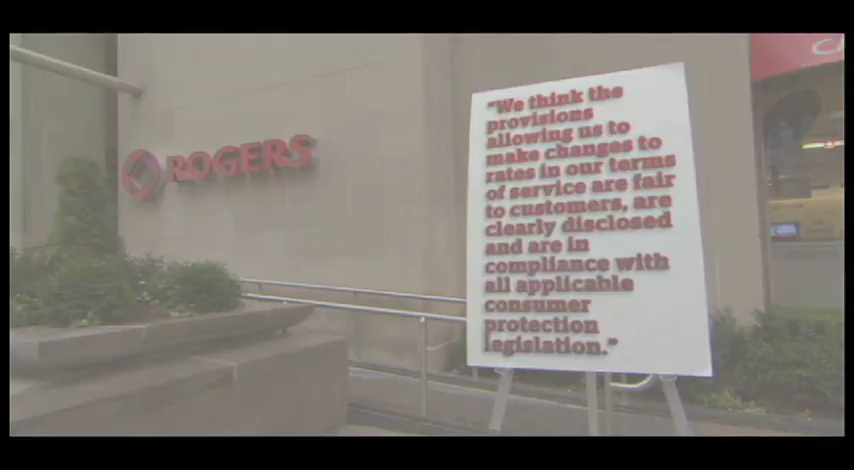 ROGERS
"We think the
provisions
allowing us to
make changes to
rates in our terms
of service are fair
to customers, are
clearly disclosed
and are in
compliance with
all applicable
consumer
protection
legislation."